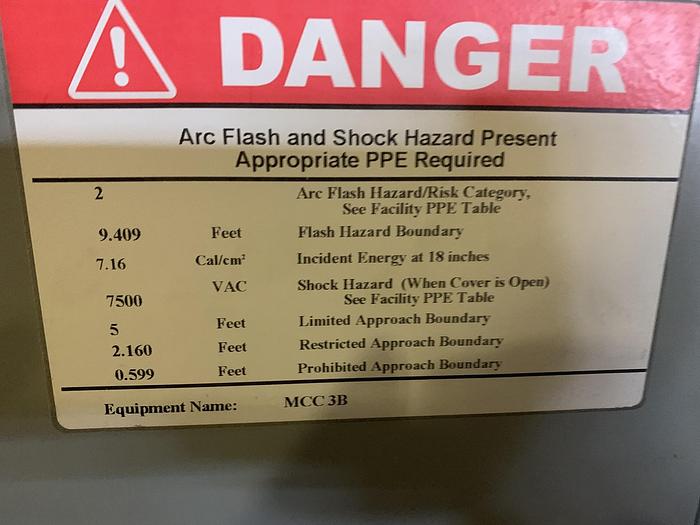 DANGER
Arc Flash and Shock Hazard Present
Appropriate PPE Required
2 Arc Flash Hazard/Risk Category,
See Facility PPE Table
9.409 Feet Flash Hazard Boundary
7.16 Cal/cm² Incident Energy at 18 inches
VAC Shock Hazard (When Cover is Open)
7500 See Facility PPE Table
5 Feet Limited Approach Boundary
2.160 Feet Restricted Approach Boundary
0.599 Feet Prohibited Approach Boundary
Equipment Name: MCC 3B